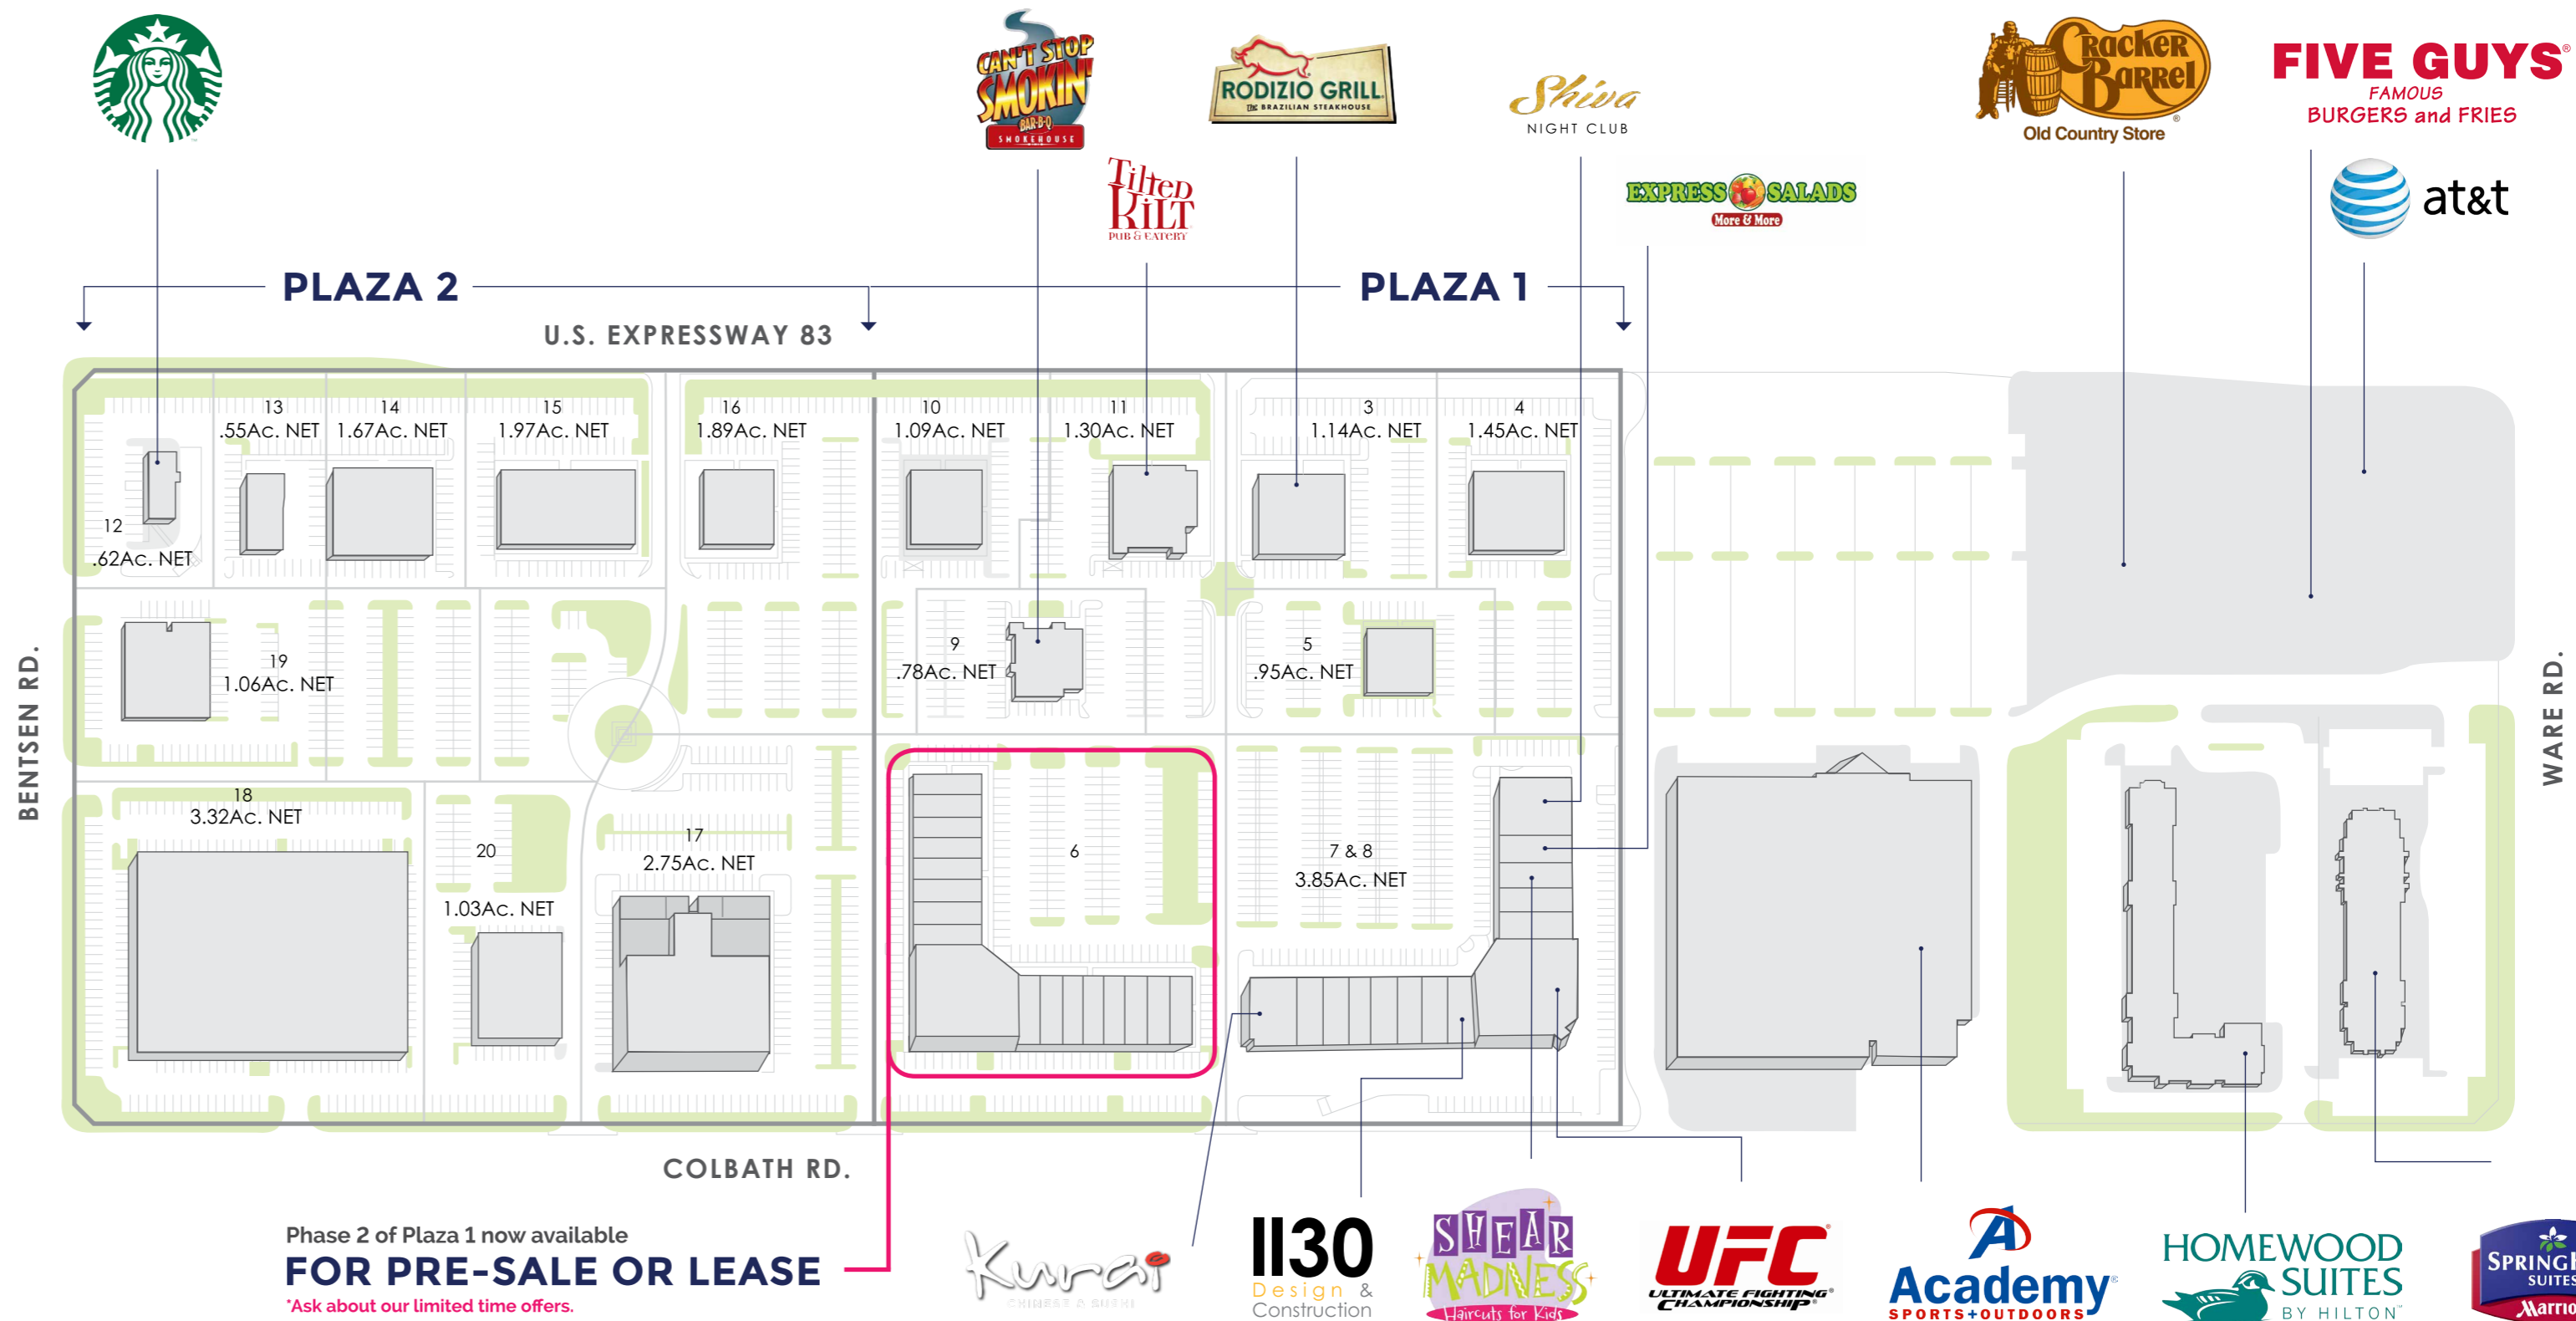 CAN'T STOP
SMOKIN'
BAR-B-Q
SMOKEHOUSE
RODIZIO GRILL
THE BRAZILIAN STEAKHOUSE
Shiva
NIGHT CLUB
Cracker
Barrel
Old Country Store
FIVE GUYS®
FAMOUS
BURGERS and FRIES
TILTED
KILT
PUB & EATERY
EXPRESS SALADS
More & More
at&t
PLAZA 2
PLAZA 1
U.S. EXPRESSWAY 83
13
.55AC. NET
14
1.67AC. NET
15
1.97AC. NET
16
1.89AC. NET
10
1.09AC. NET
11
1.30AC. NET
3
1.14AC. NET
4
1.45AC. NET
12
.62AC. NET
19
1.06AC. NET
9
.78AC. NET
5
.95AC. NET
BENTSEN RD.
WARE RD.
18
3.32AC. NET
20
1.03AC. NET
17
2.75AC. NET
6
7 & 8
3.85AC. NET
COLBATH RD.
Phase 2 of Plaza 1 now available
FOR PRE-SALE OR LEASE
*Ask about our limited time offers.
Kurai
CHINESE & SUSHI
1130
Design &
Construction
SHEAR
MADNESS
Haircuts for Kids
UFC®
ULTIMATE FIGHTING
CHAMPIONSHIP®
Academy®
SPORTS+OUTDOORS
HOMEWOOD
SUITES
BY HILTON™
SPRINGH
SUITES
Marrio